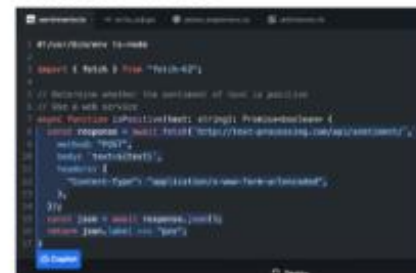 sentiments.ts
#!/usr/bin/env ts-node
import { fetch } from "fetch-h2";
// Determine whether the sentiment of text is positive
// Use a web service
async function isPositive(text: string): Promise<boolean> {
const response = await fetch(`http://text-processing.com/api/sentiment/`, {
method: "POST",
body: `text=${text}`,
headers: {
"Content-Type": "application/x-www-form-urlencoded",
},
});
const json = await response.json();
return json.label === "pos";
}
Copilot